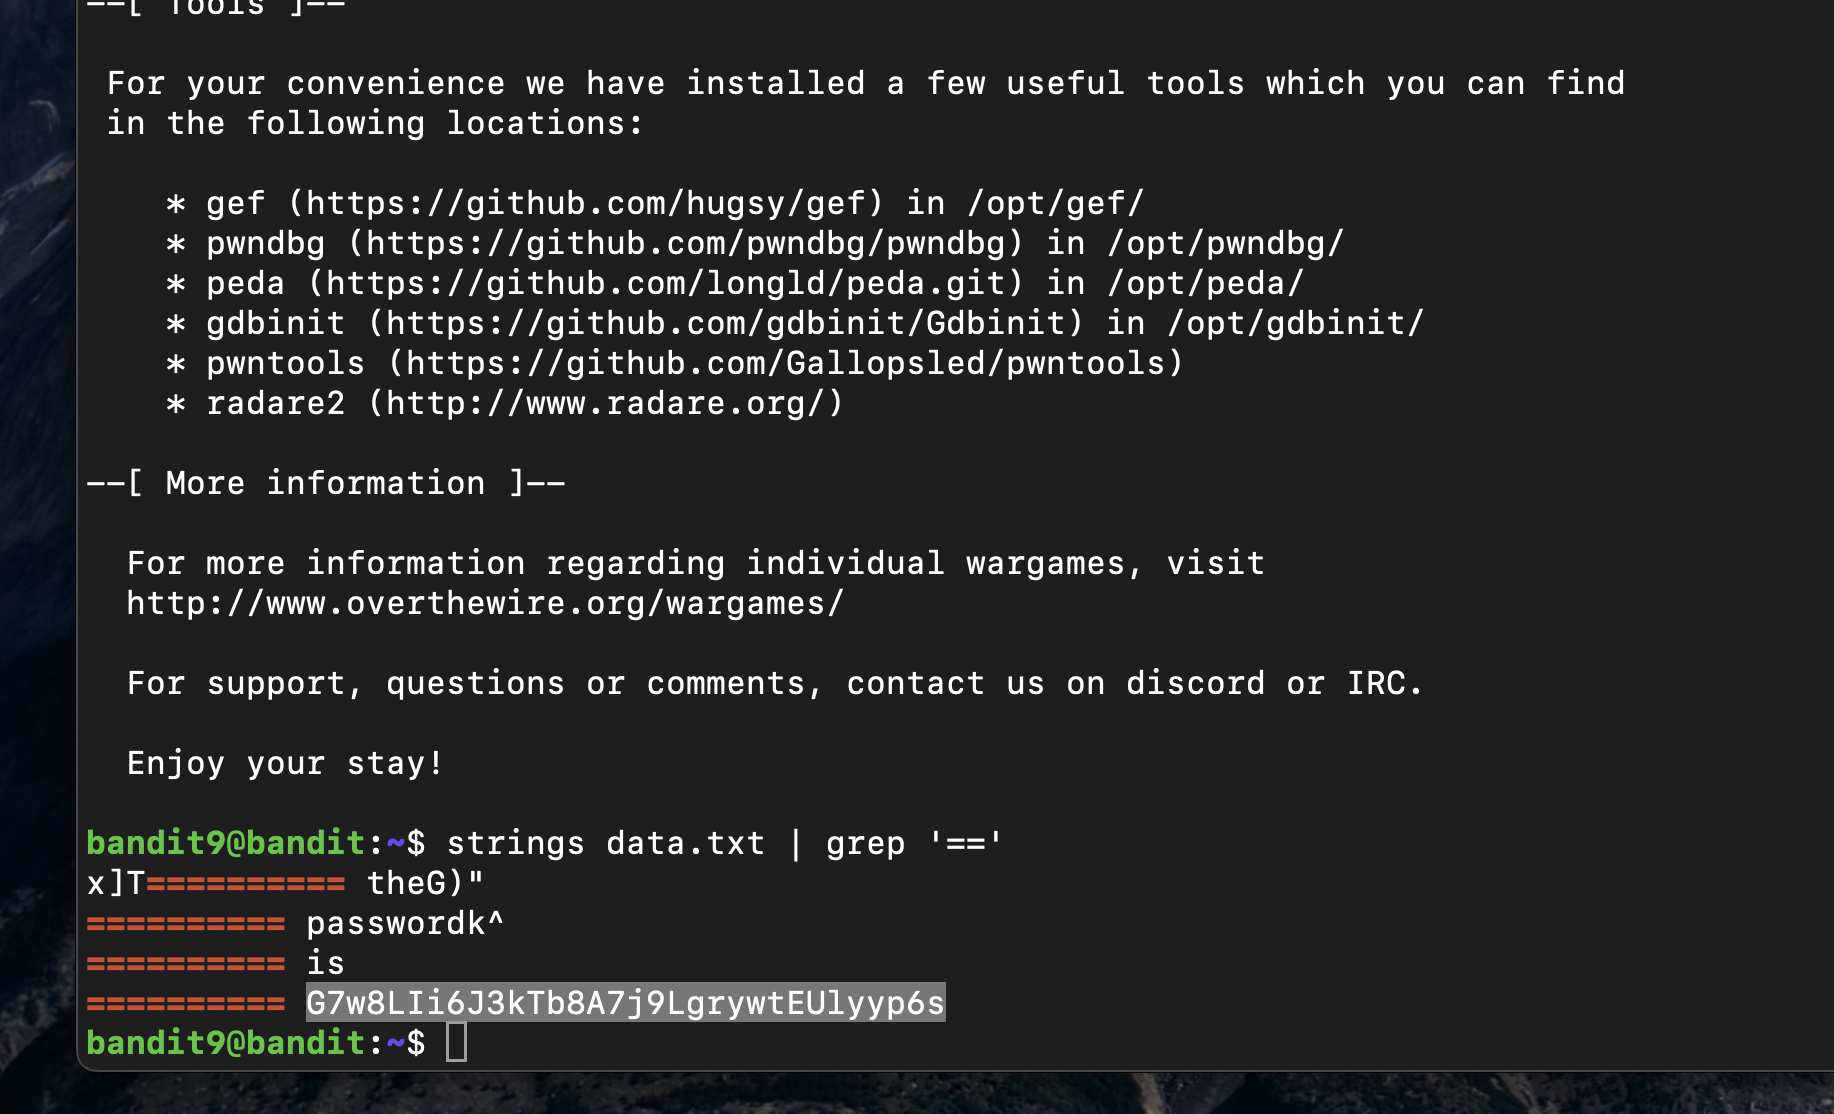 --[ Tools ]--
For your convenience we have installed a few useful tools which you can find
in the following locations:
* gef (https://github.com/hugsy/gef) in /opt/gef/
* pwndbg (https://github.com/pwndbg/pwndbg) in /opt/pwndbg/
* peda (https://github.com/longld/peda.git) in /opt/peda/
* gdbinit (https://github.com/gdbinit/Gdbinit) in /opt/gdbinit/
* pwntools (https://github.com/Gallopsled/pwntools)
* radare2 (http://www.radare.org/)
--[ More information ]--
For more information regarding individual wargames, visit
http://www.overthewire.org/wargames/
For support, questions or comments, contact us on discord or IRC.
Enjoy your stay!
bandit9@bandit:~$ strings data.txt | grep '=='
x]T========== theG)"
========== passwordk^
========== is
========== G7w8LIi6J3kTb8A7j9LgrywtEUlyyp6s
bandit9@bandit:~$